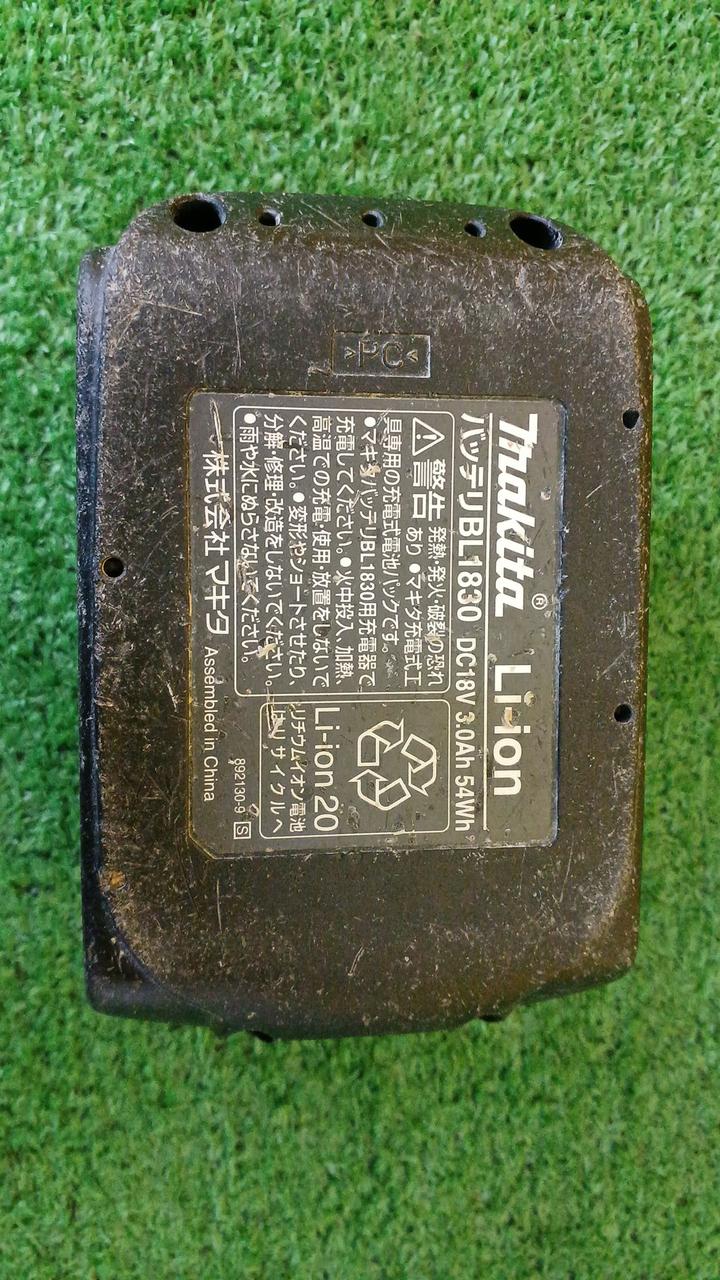 >PC<
makita® Li-ion
バッテリBL1830 DC18V 3.0Ah 54Wh
警告 発熱・発火・破裂の恐れ
あり ●マキタ充電式工
具専用の充電式電池パックです。
●マキタバッテリBL1830用充電器で
充電してください。●火中投入、加熱、
高温での充電・使用・放置をしないで
ください。●変形やショートさせたり、
分解・修理・改造をしないでください。
●雨や水にぬらさないでください。
Li-ion 20
リチウムイオン電池
はリサイクルへ
株式会社 マキタ Assembled in China
892130-9 S